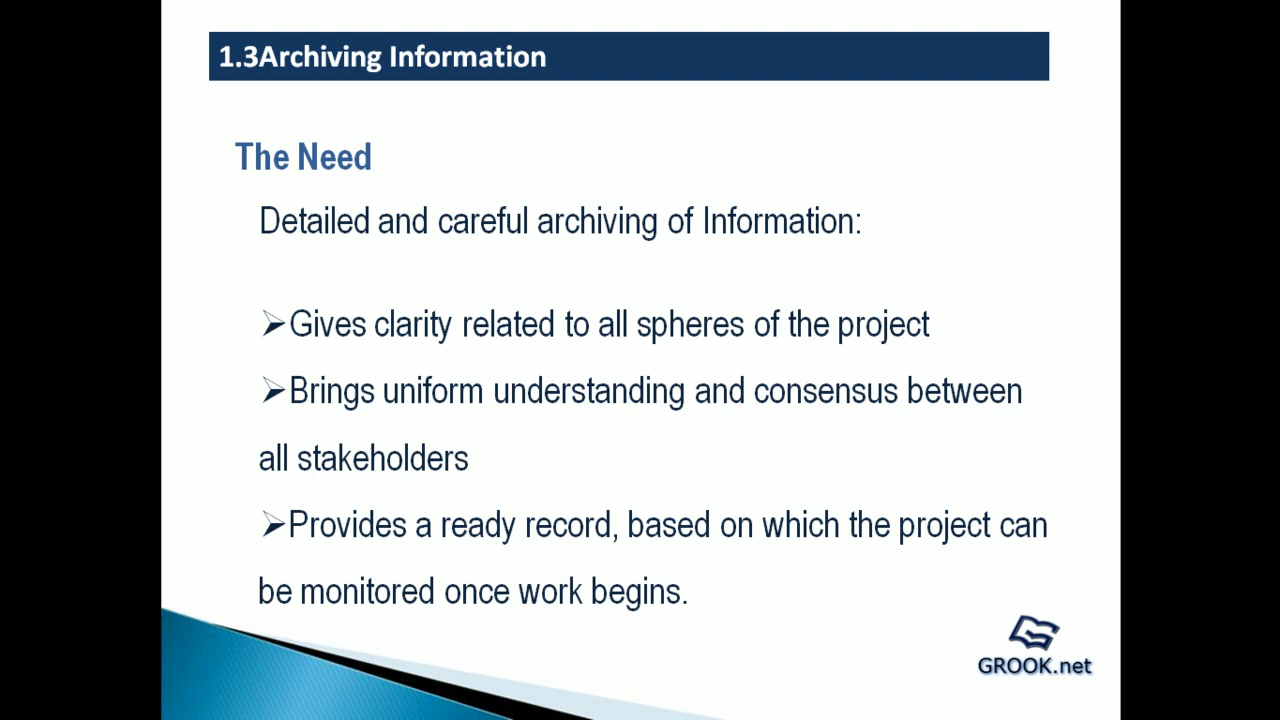 1.3Archiving Information
The Need
Detailed and careful archiving of Information:
➢Gives clarity related to all spheres of the project
➢Brings uniform understanding and consensus between
all stakeholders
➢Provides a ready record, based on which the project can
be monitored once work begins.
GROOK.net